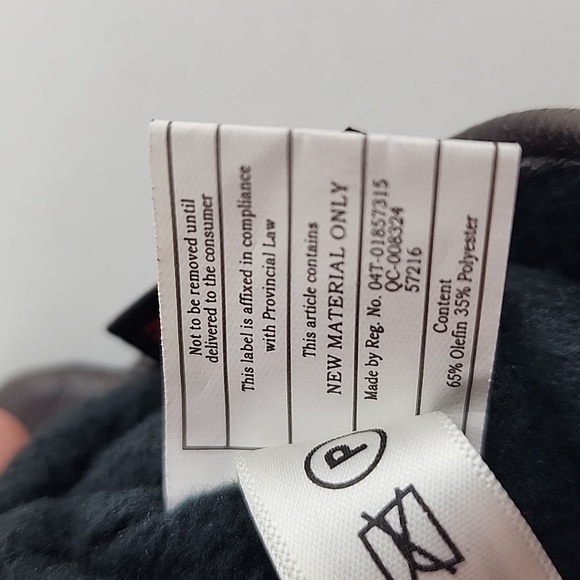 Not to be removed until
delivered to the consumer
This label is affixed in compliance
with Provincial Law
This article contains
NEW MATERIAL ONLY
Made by Reg. No. 04T-01857315
QC-008324
57216
Content
65% Olefin 35% Polyester
P